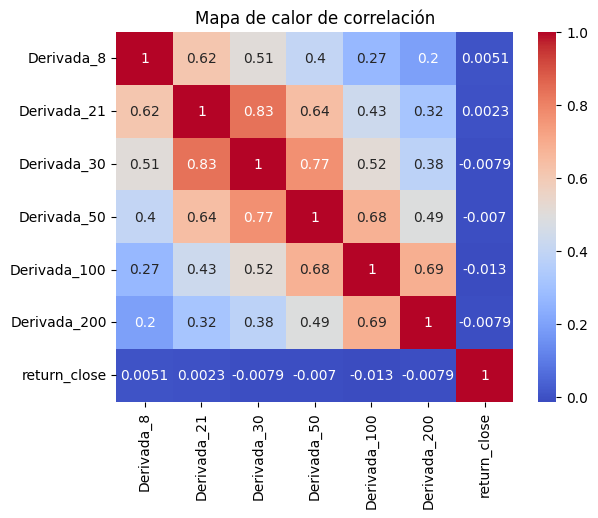 Mapa de calor de correlación
Derivada_8 1 0.62 0.51 0.4 0.27 0.2 0.0051
Derivada_21 0.62 1 0.83 0.64 0.43 0.32 0.0023
Derivada_30 0.51 0.83 1 0.77 0.52 0.38 -0.0079
Derivada_50 0.4 0.64 0.77 1 0.68 0.49 -0.007
Derivada_100 0.27 0.43 0.52 0.68 1 0.69 -0.013
Derivada_200 0.2 0.32 0.38 0.49 0.69 1 -0.0079
return_close 0.0051 0.0023 -0.0079 -0.007 -0.013 -0.0079 1
Derivada_8
Derivada_21
Derivada_30
Derivada_50
Derivada_100
Derivada_200
return_close
1.0
0.8
0.6
0.4
0.2
0.0